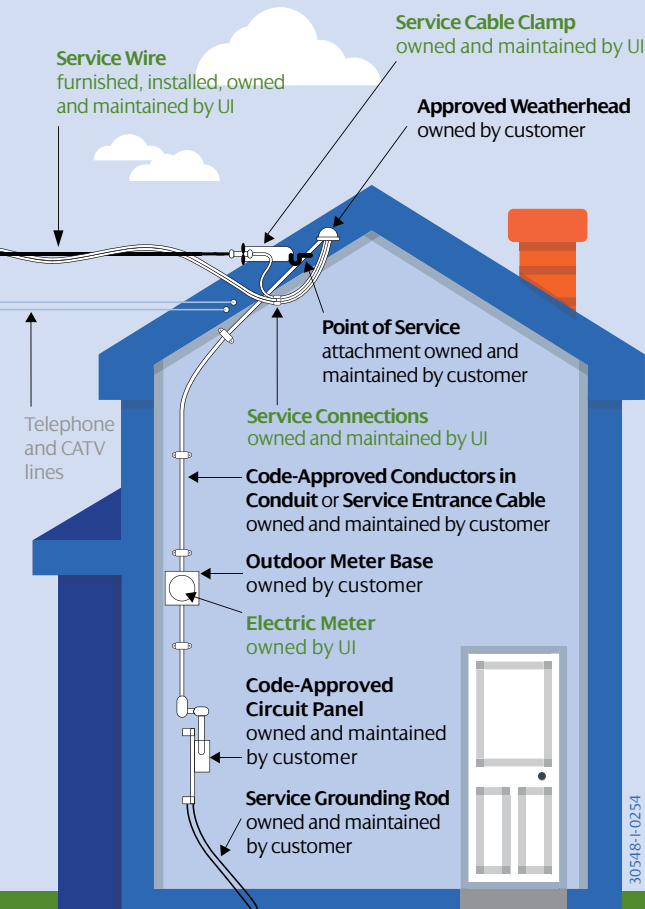 Service Cable Clamp
owned and maintained by UI
Service Wire
furnished, installed, owned
and maintained by UI
Approved Weatherhead
owned by customer
Point of Service
attachment owned and
maintained by customer
Telephone
and CATV
lines
Service Connections
owned and maintained by UI
Code-Approved Conductors in
Conduit or Service Entrance Cable
owned and maintained by customer
Outdoor Meter Base
owned by customer
Electric Meter
owned by UI
Code-Approved
Circuit Panel
owned and maintained
by customer
Service Grounding Rod
owned and maintained
by customer
30548-I-0254